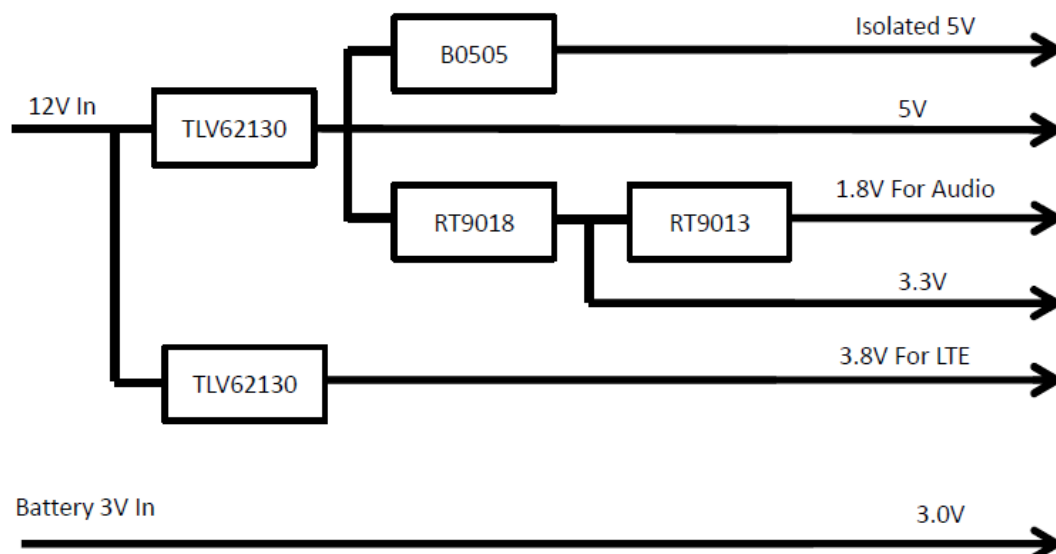 Isolated 5V
B0505
12V In
TLV62130
5V
1.8V For Audio
RT9018
RT9013
3.3V
3.8V For LTE
TLV62130
Battery 3V In
3.0V